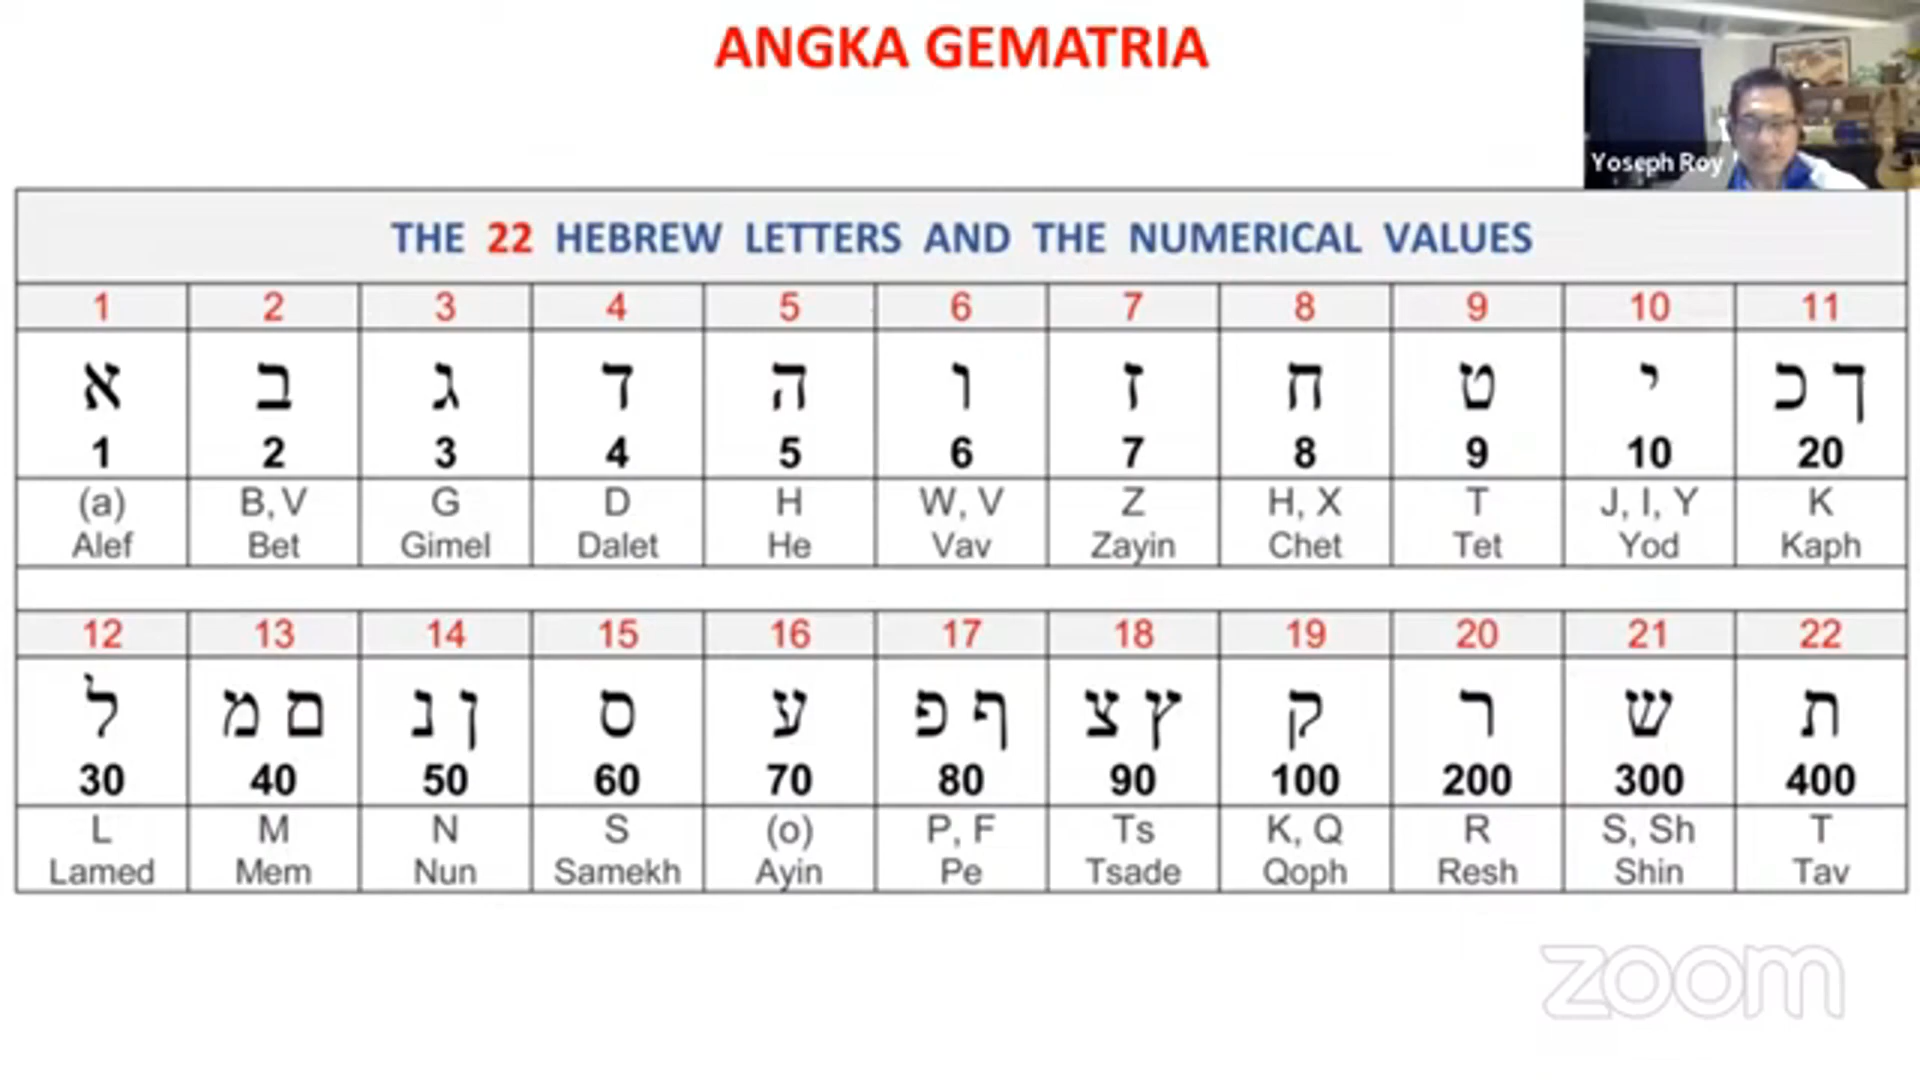 ANGKA GEMATRIA
Yoseph Roy
THE 22 HEBREW LETTERS AND THE NUMERICAL VALUES
1 2 3 4 5 6 7 8 9 10 11
א ב ג ד ה ו ז ח ט י כ ך
1 2 3 4 5 6 7 8 9 10 20
(a) B, V G D H W, V Z H, X T J, I, Y K
Alef Bet Gimel Dalet He Vav Zayin Chet Tet Yod Kaph
12 13 14 15 16 17 18 19 20 21 22
ל מ ם נ ן ס ע פ ף צ ץ ק ר ש ת
30 40 50 60 70 80 90 100 200 300 400
L M N S (o) P, F Ts K, Q R S, Sh T
Lamed Mem Nun Samekh Ayin Pe Tsade Qoph Resh Shin Tav
zoom